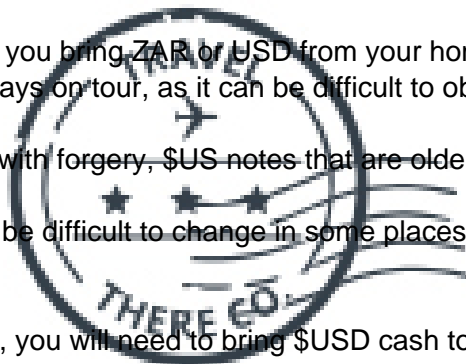 you bring ZAR or USD from your hom
ays on tour, as it can be difficult to ob
with forgery, $US notes that are olde
be difficult to change in some places
, you will need to bring $USD cash to
TRAVEL
THERE CO.